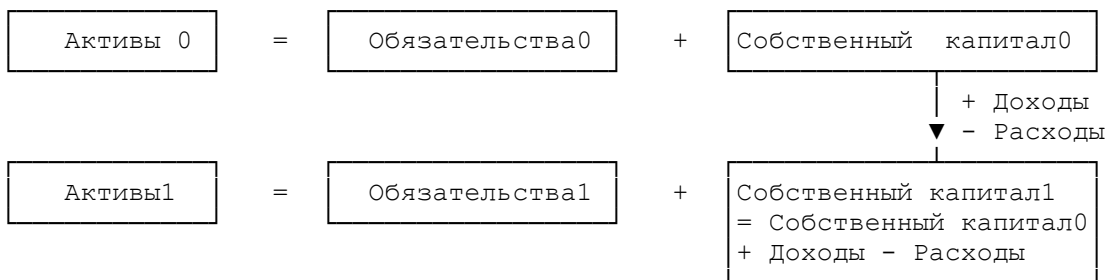 Активы 0 = Обязательства0 + Собственный капитал0
+ Доходы
- Расходы
Активы1 = Обязательства1 + Собственный капитал1
= Собственный капитал0
+ Доходы - Расходы